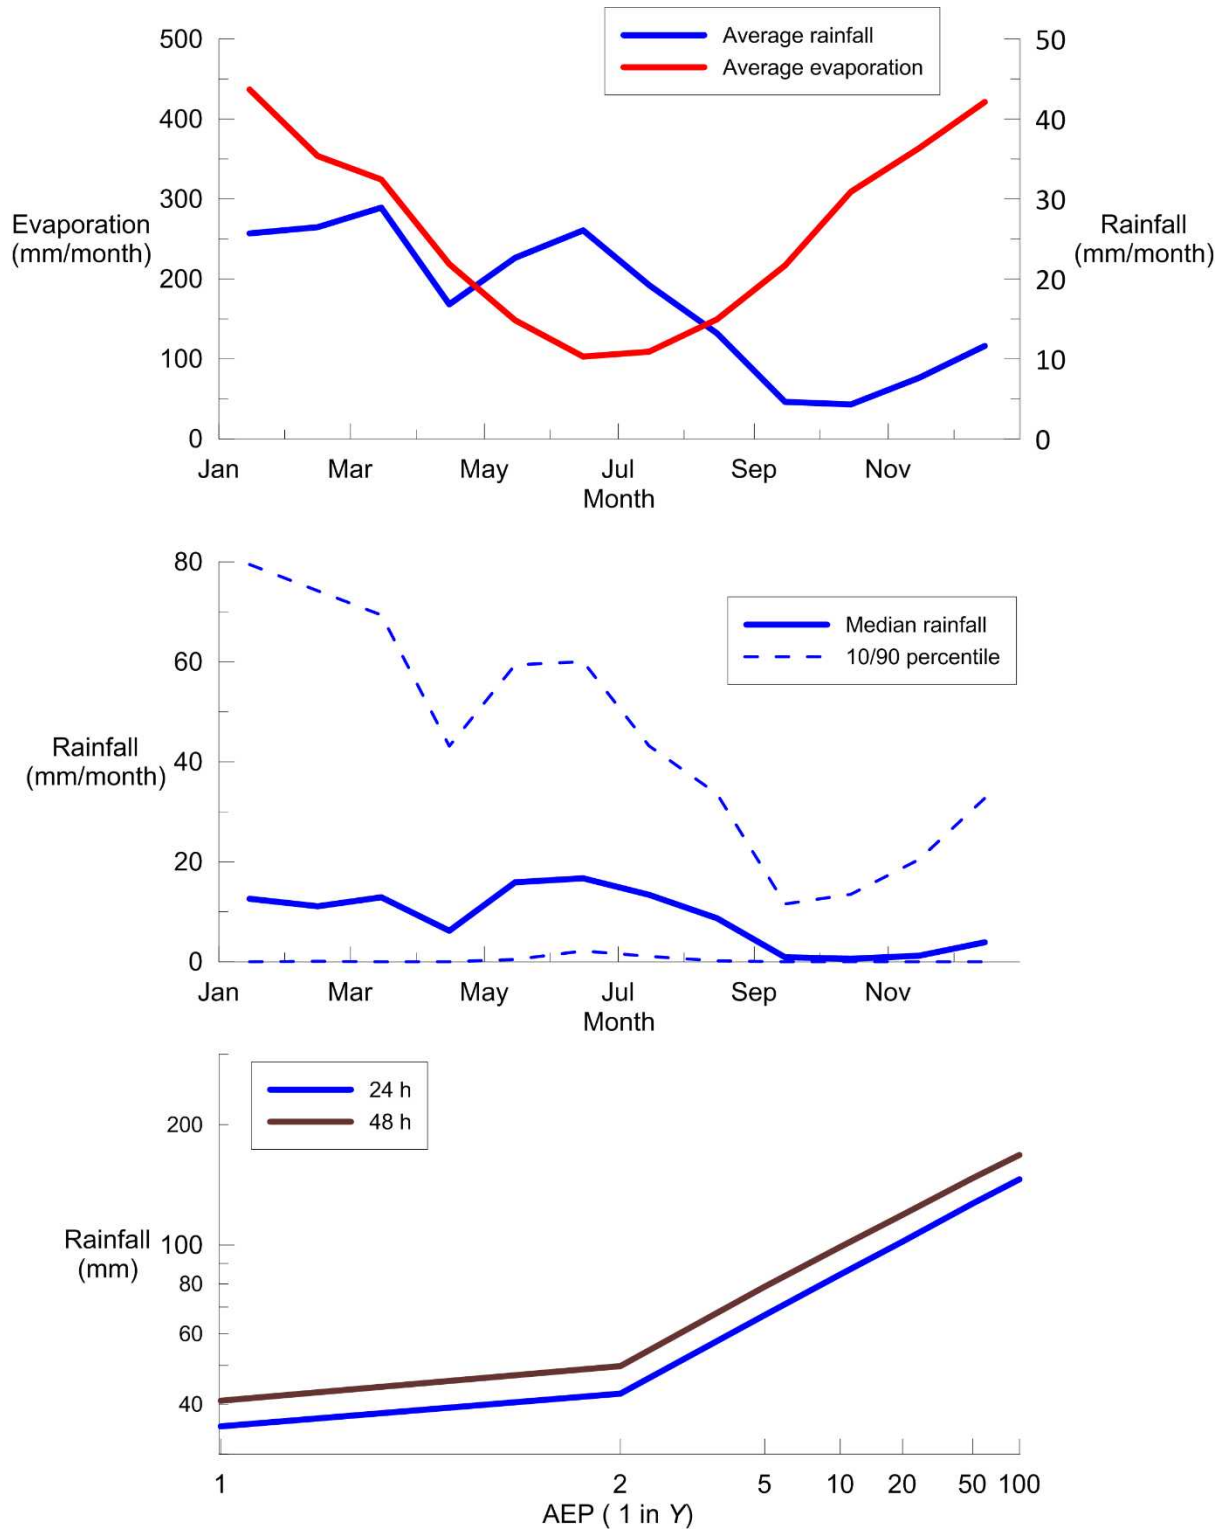 500
400
300
200
100
0
Evaporation
(mm/month)
Average rainfall
Average evaporation
50
40
30
20
10
0
Rainfall
(mm/month)
Jan Mar May Jul Sep Nov
Month
80
60
40
20
0
Rainfall
(mm/month)
Median rainfall
10/90 percentile
Jan Mar May Jul Sep Nov
Month
24 h
48 h
200
100
80
60
40
Rainfall
(mm)
1 2 5 10 20 50 100
AEP ( 1 in Y)